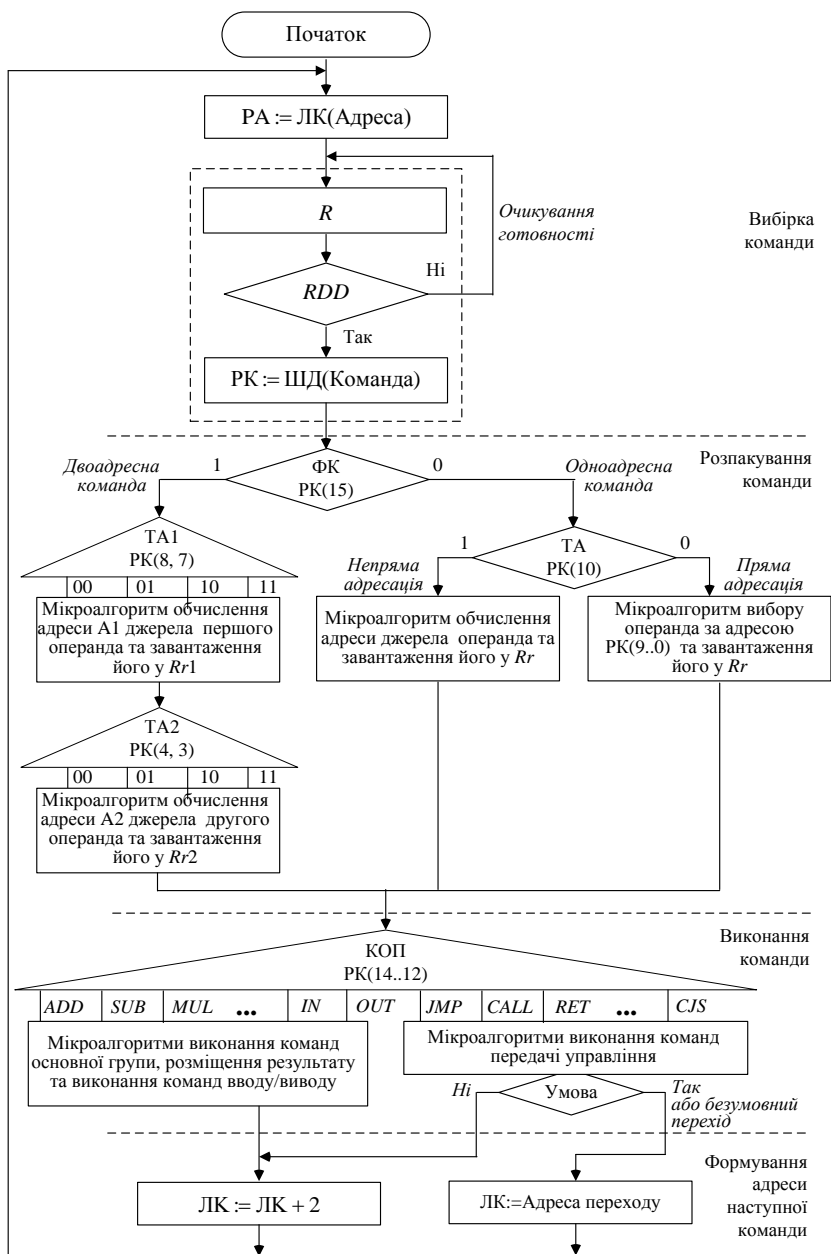 Початок
РА := ЛК(Адреса)
R
Очикування
готовності
Вибірка
команди
RDD
Ні
Так
РК := ШД(Команда)
Двоадресна
команда
1
ФК
РК(15)
0
Одноадресна
команда
Розпакування
команди
ТА1
РК(8, 7)
00 01 10 11
Мікроалгоритм обчислення
адреси А1 джерела першого
операнда та завантаження
його у Rr1
Непряма
адресація
1
ТА
РК(10)
0
Пряма
адресація
Мікроалгоритм обчислення
адреси джерела операнда та
завантаження його у Rr
Мікроалгоритм вибору
операнда за адресою
РК(9..0) та завантаження
його у Rr
ТА2
РК(4, 3)
00 01 10 11
Мікроалгоритм обчислення
адреси А2 джерела другого
операнда та завантаження
його у Rr2
Виконання
команди
КОП
РК(14..12)
ADD SUB MUL ... IN OUT JMP CALL RET ... CJS
Мікроалгоритми виконання команд
основної групи, розміщення результату
та виконання команд вводу/виводу
Мікроалгоритми виконання команд
передачі управління
Ні
Умова
Так
або безумовний
перехід
Формування
адреси
наступної
команди
ЛК := ЛК + 2
ЛК:=Адреса переходу